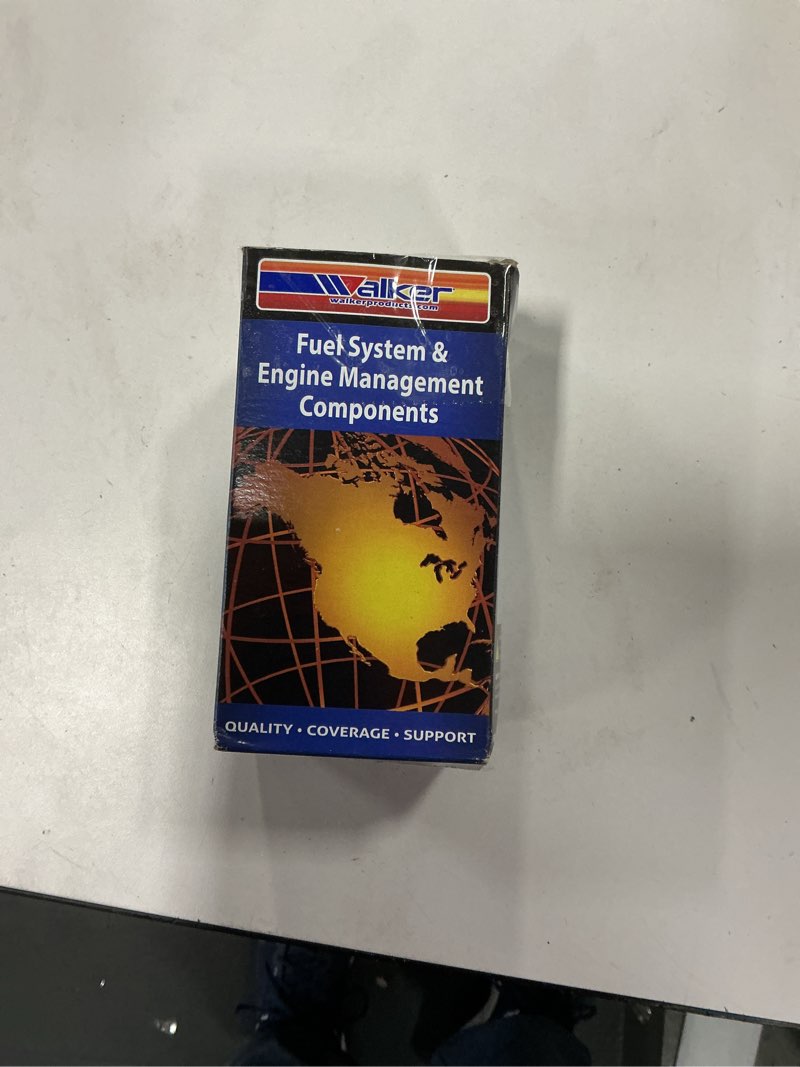 Walker
walkerproducts.com
Fuel System &
Engine Management
Components
QUALITY • COVERAGE • SUPPORT